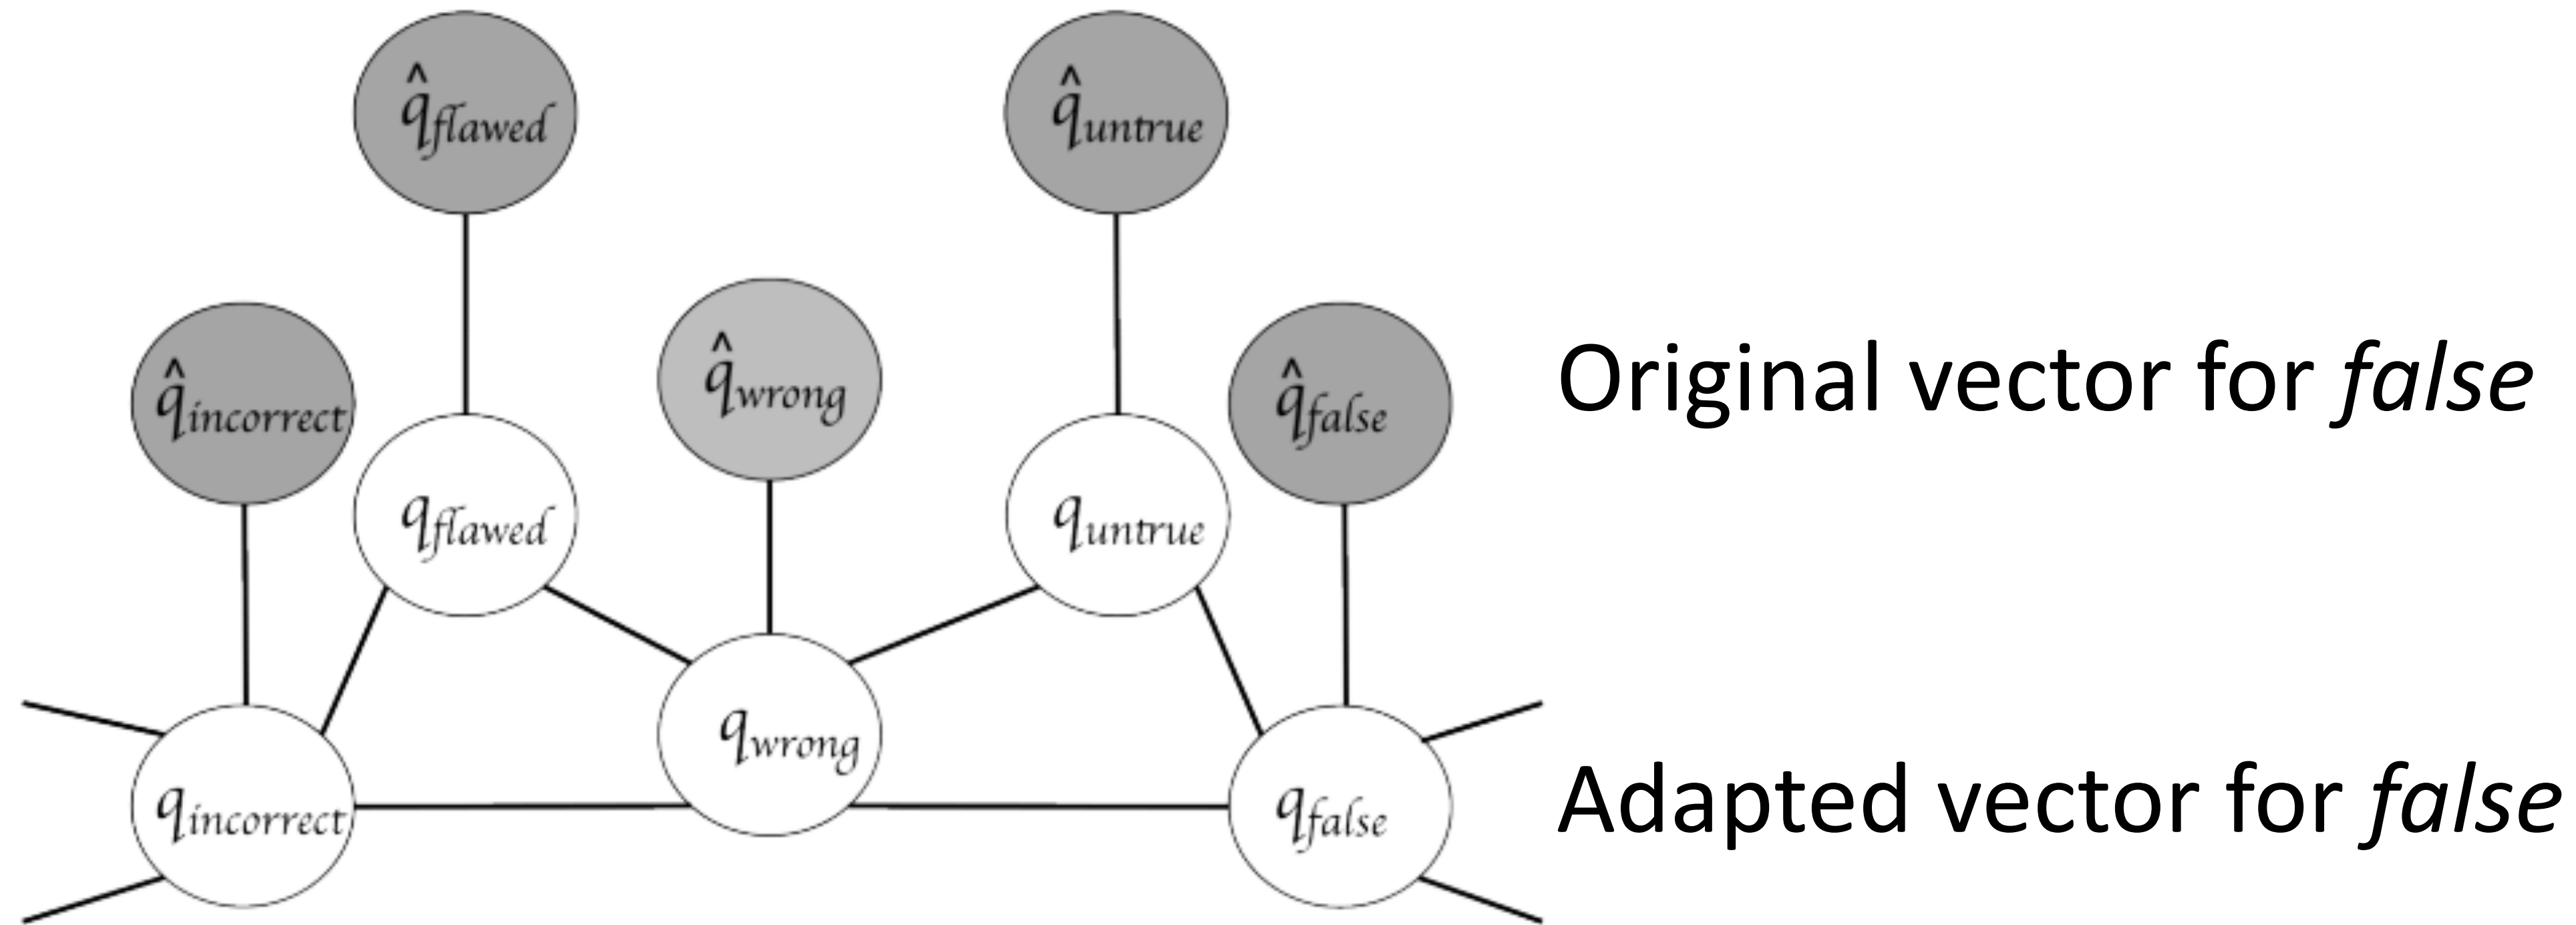 q̂flawed
q̂untrue
q̂incorrect
q̂wrong
q̂false
Original vector for false
qflawed
quntrue
qwrong
qincorrect
qfalse
Adapted vector for false